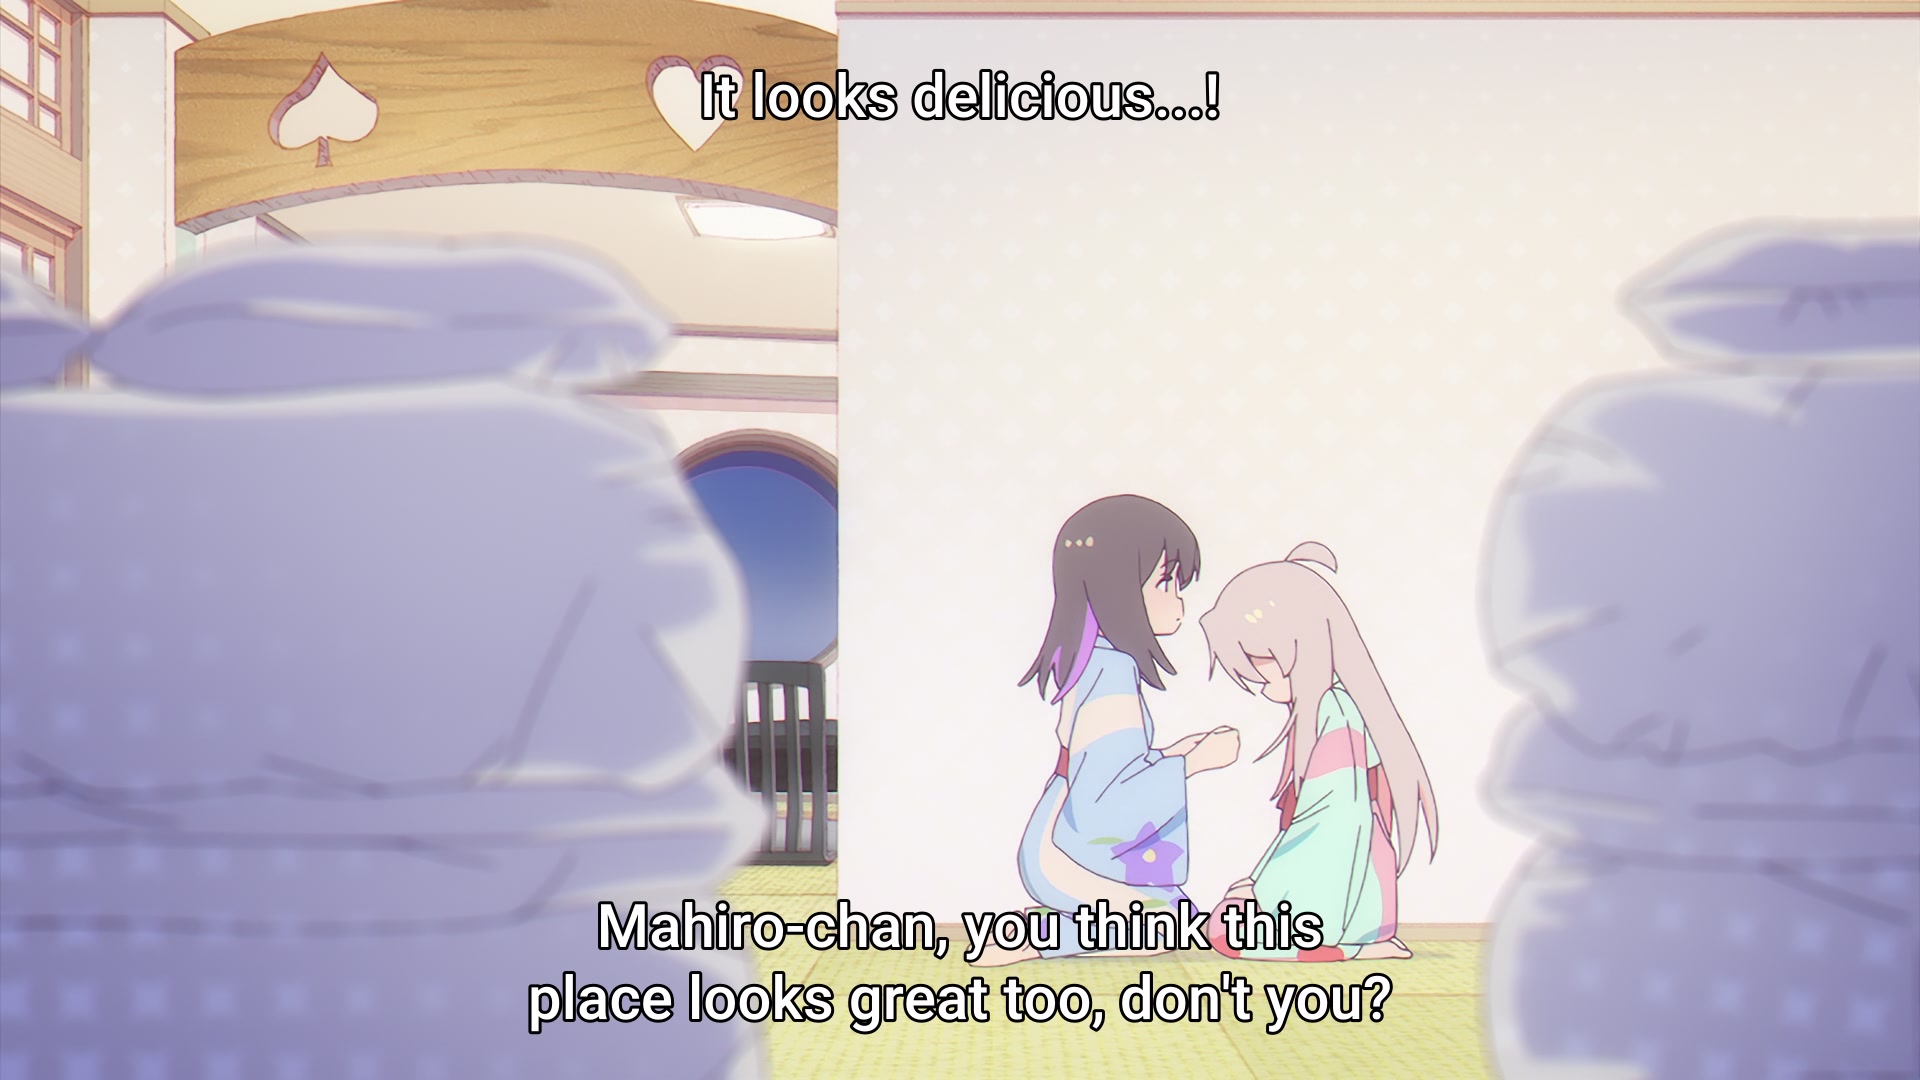 It looks delicious...!
Mahiro-chan, you think this
place looks great too, don't you?